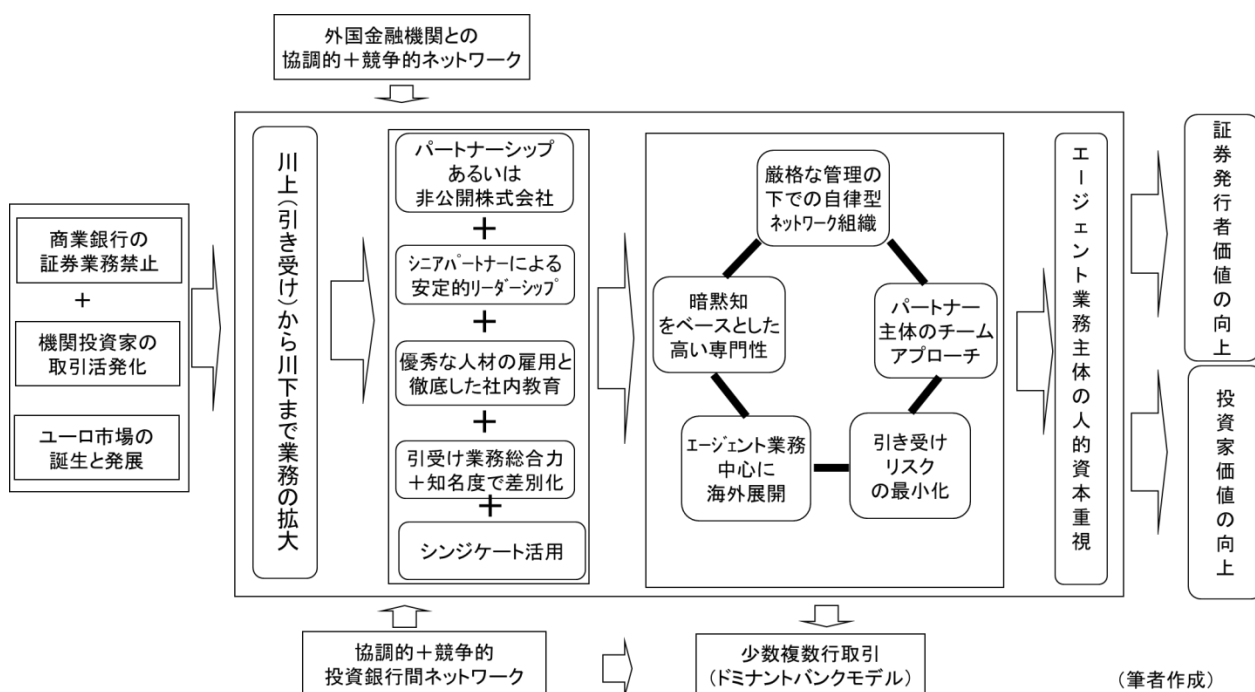 外国金融機関との
協調的＋競争的ネットワーク
商業銀行の
証券業務禁止
+
機関投資家の
取引活発化
ユーロ市場の
誕生と発展
川上(引き受け)から川下まで業務の拡大
パートナーシップ
あるいは
非公開株式会社
+
シニアパートナーによる
安定的リーダーシップ
+
優秀な人材の雇用と
徹底した社内教育
+
引受け業務総合力
＋知名度で差別化
+
シンジケート活用
厳格な管理の
下での自律型
ネットワーク組織
暗黙知
をベースとした
高い専門性
パートナー
主体のチーム
アプローチ
エージェント業務
中心に
海外展開
引き受け
リスク
の最小化
エージェント業務主体の人的資本重視
証券発行者価値の向上
投資家価値の向上
協調的＋競争的
投資銀行間ネットワーク
少数複数行取引
(ドミナントバンクモデル)
(筆者作成)